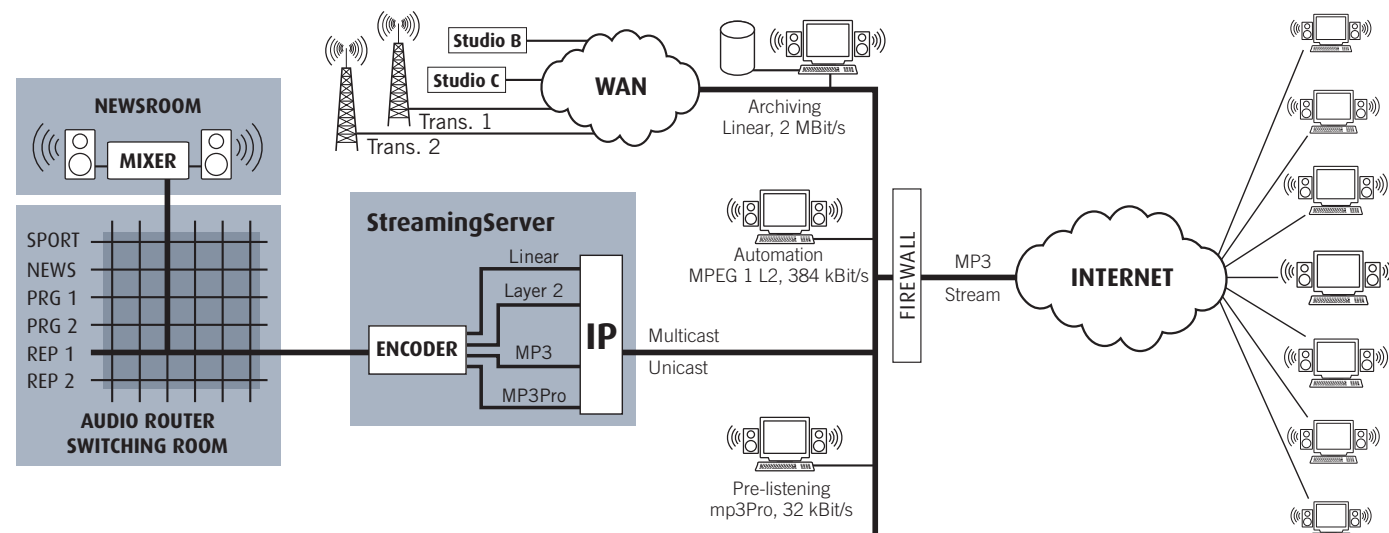 NEWSROOM
MIXER
SPORT
NEWS
PRG 1
PRG 2
REP 1
REP 2
AUDIO ROUTER
SWITCHING ROOM
StreamingServer
ENCODER
Linear
Layer 2
MP3
MP3Pro
IP
Multicast
Unicast
Studio B
Studio C
Trans. 1
Trans. 2
WAN
Archiving
Linear, 2 MBit/s
Automation
MPEG 1 L2, 384 kBit/s
Pre-listening
mp3Pro, 32 kBit/s
FIREWALL
MP3
Stream
INTERNET